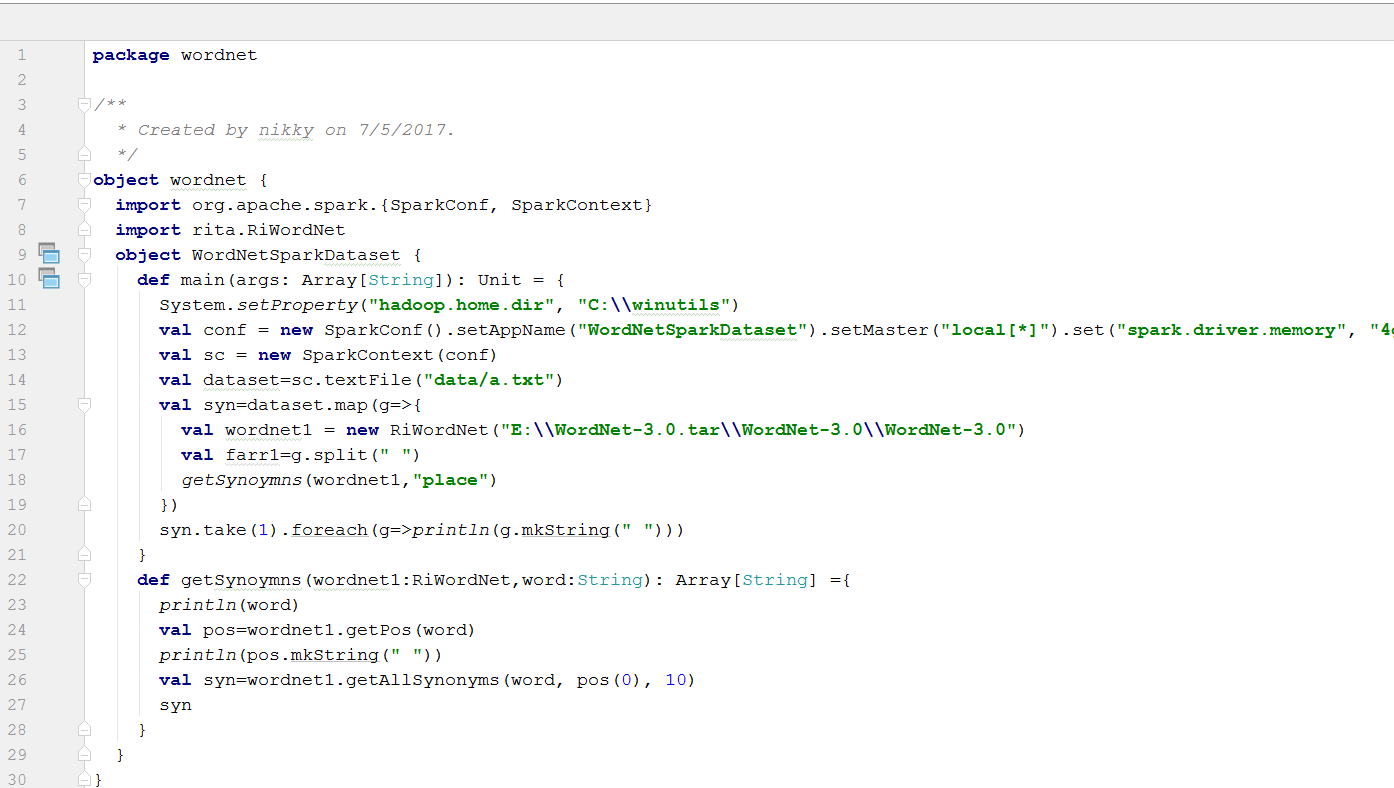 1 package wordnet
2
3 /**
4 * Created by nikky on 7/5/2017.
5 */
6 object wordnet {
7 import org.apache.spark.{SparkConf, SparkContext}
8 import rita.RiWordNet
9 object WordNetSparkDataset {
10 def main(args: Array[String]): Unit = {
11 System.setProperty("hadoop.home.dir", "C:\\winutils")
12 val conf = new SparkConf().setAppName("WordNetSparkDataset").setMaster("local[*]").set("spark.driver.memory", "4
13 val sc = new SparkContext(conf)
14 val dataset=sc.textFile("data/a.txt")
15 val syn=dataset.map(g=>{
16 val wordnet1 = new RiWordNet("E:\\WordNet-3.0.tar\\WordNet-3.0\\WordNet-3.0")
17 val farr1=g.split(" ")
18 getSynoymns(wordnet1,"place")
19 })
20 syn.take(1).foreach(g=>println(g.mkString(" ")))
21 }
22 def getSynoymns(wordnet1:RiWordNet,word:String): Array[String] ={
23 println(word)
24 val pos=wordnet1.getPos(word)
25 println(pos.mkString(" "))
26 val syn=wordnet1.getAllSynonyms(word, pos(0), 10)
27 syn
28 }
29 }
30 }